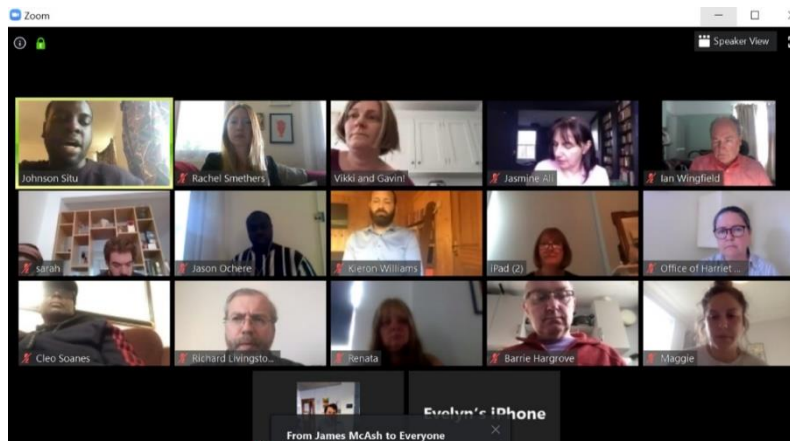 Zoom
Speaker View
Johnson Situ
Rachel Smethers
Vikki and Gavin!
Jasmine Ali
Ian Wingfield
sarah
Jason Ochere
Kieron Williams
iPad (2)
Office of Harriet ...
Cleo Soanes
Richard Livingsto...
Renata
Barrie Hargrove
Maggie
Evelyn's iPhone
From James McAsh to Everyone